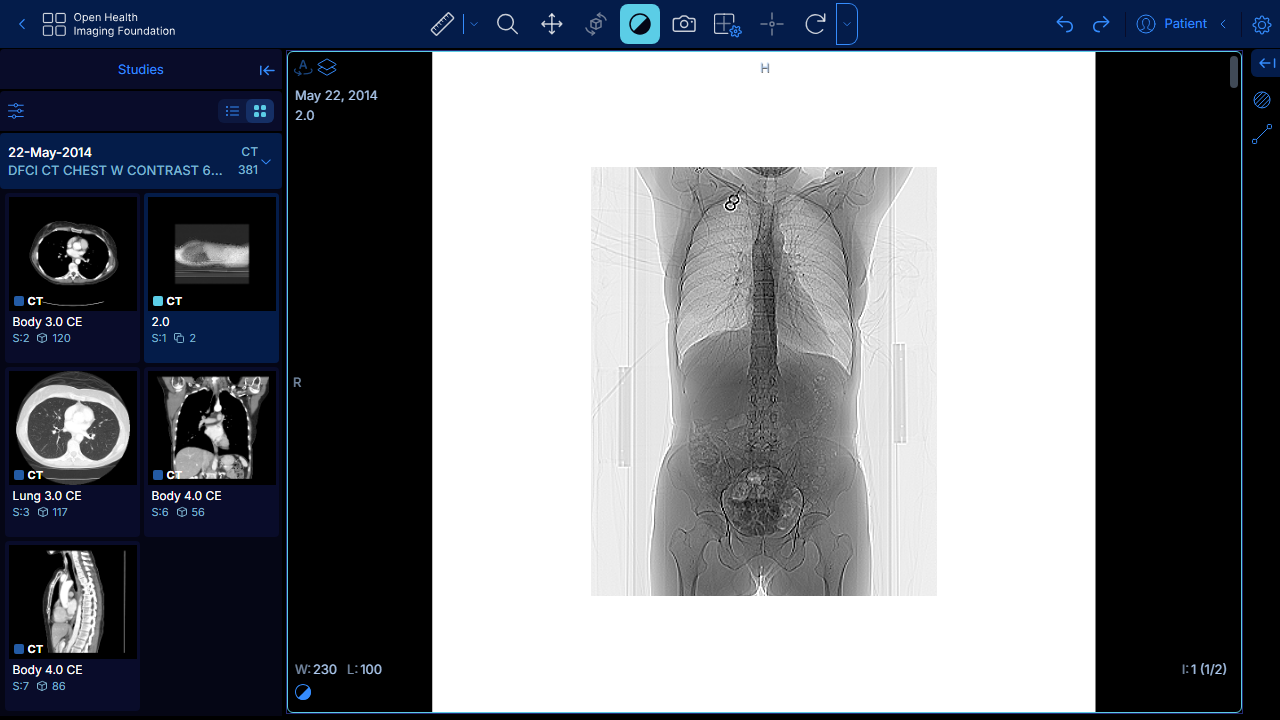 Open Health
Imaging Foundation
Patient
Studies
22-May-2014
CT
DFCI CT CHEST W CONTRAST 6...
381
CT
Body 3.0 CE
S:2 120
CT
2.0
S:1 2
CT
Lung 3.0 CE
S:3 117
CT
Body 4.0 CE
S:6 56
CT
Body 4.0 CE
S:7 86
A
May 22, 2014
2.0
H
R
8
W: 230 L: 100
I: 1 (1/2)